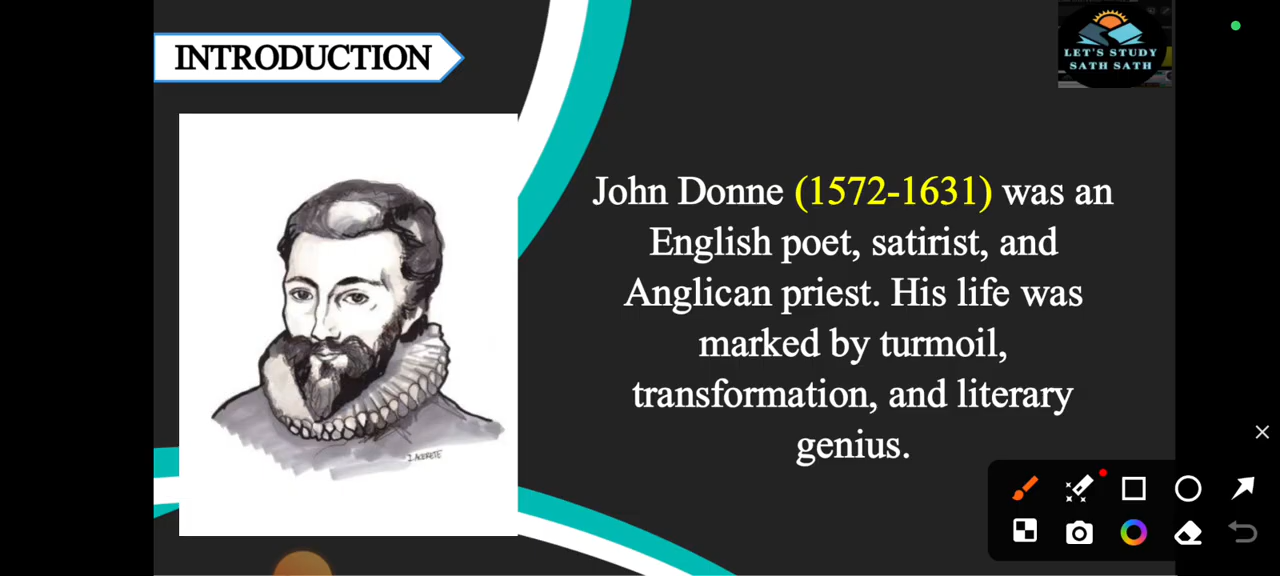 INTRODUCTION
LET'S STUDY
SATH SATH
John Donne (1572-1631) was an
English poet, satirist, and
Anglican priest. His life was
marked by turmoil,
transformation, and literary
genius.